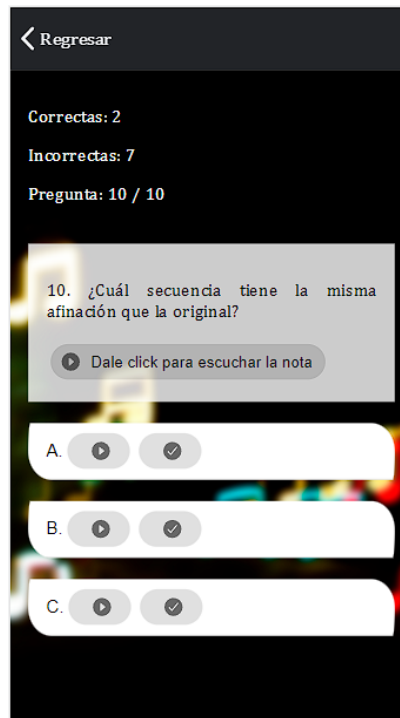 Regresar
Correctas: 2
Incorrectas: 7
Pregunta: 10 / 10
10. ¿Cuál secuencia tiene la misma
afinación que la original?
Dale click para escuchar la nota
A.
B.
C.